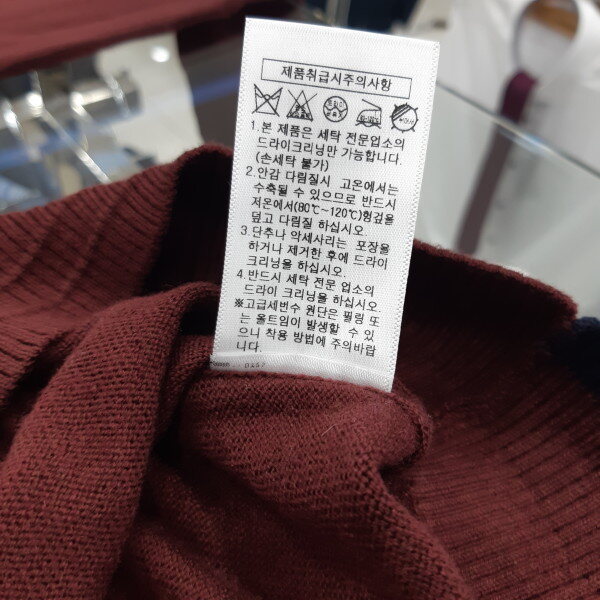 제품취급시주의사항
1.본 제품은 세탁 전문업소의
드라이크리닝만 가능합니다.
(손세탁 불가)
2.안감 다림질시 고온에서는
수축될 수 있으므로 반드시
저온에서(80℃~120℃)헝겊을
덮고 다림질 하십시오.
3.단추나 악세사리는 포장을
하거나 제거한 후에 드라이
크리닝을 하십시오.
4.반드시 세탁 전문 업소의
드라이 크리닝을 하십시오.
※고급세번수 원단은 필링 또
는 올트임이 발생할 수 있
으니 착용 방법에 주의바랍
니다.
0157